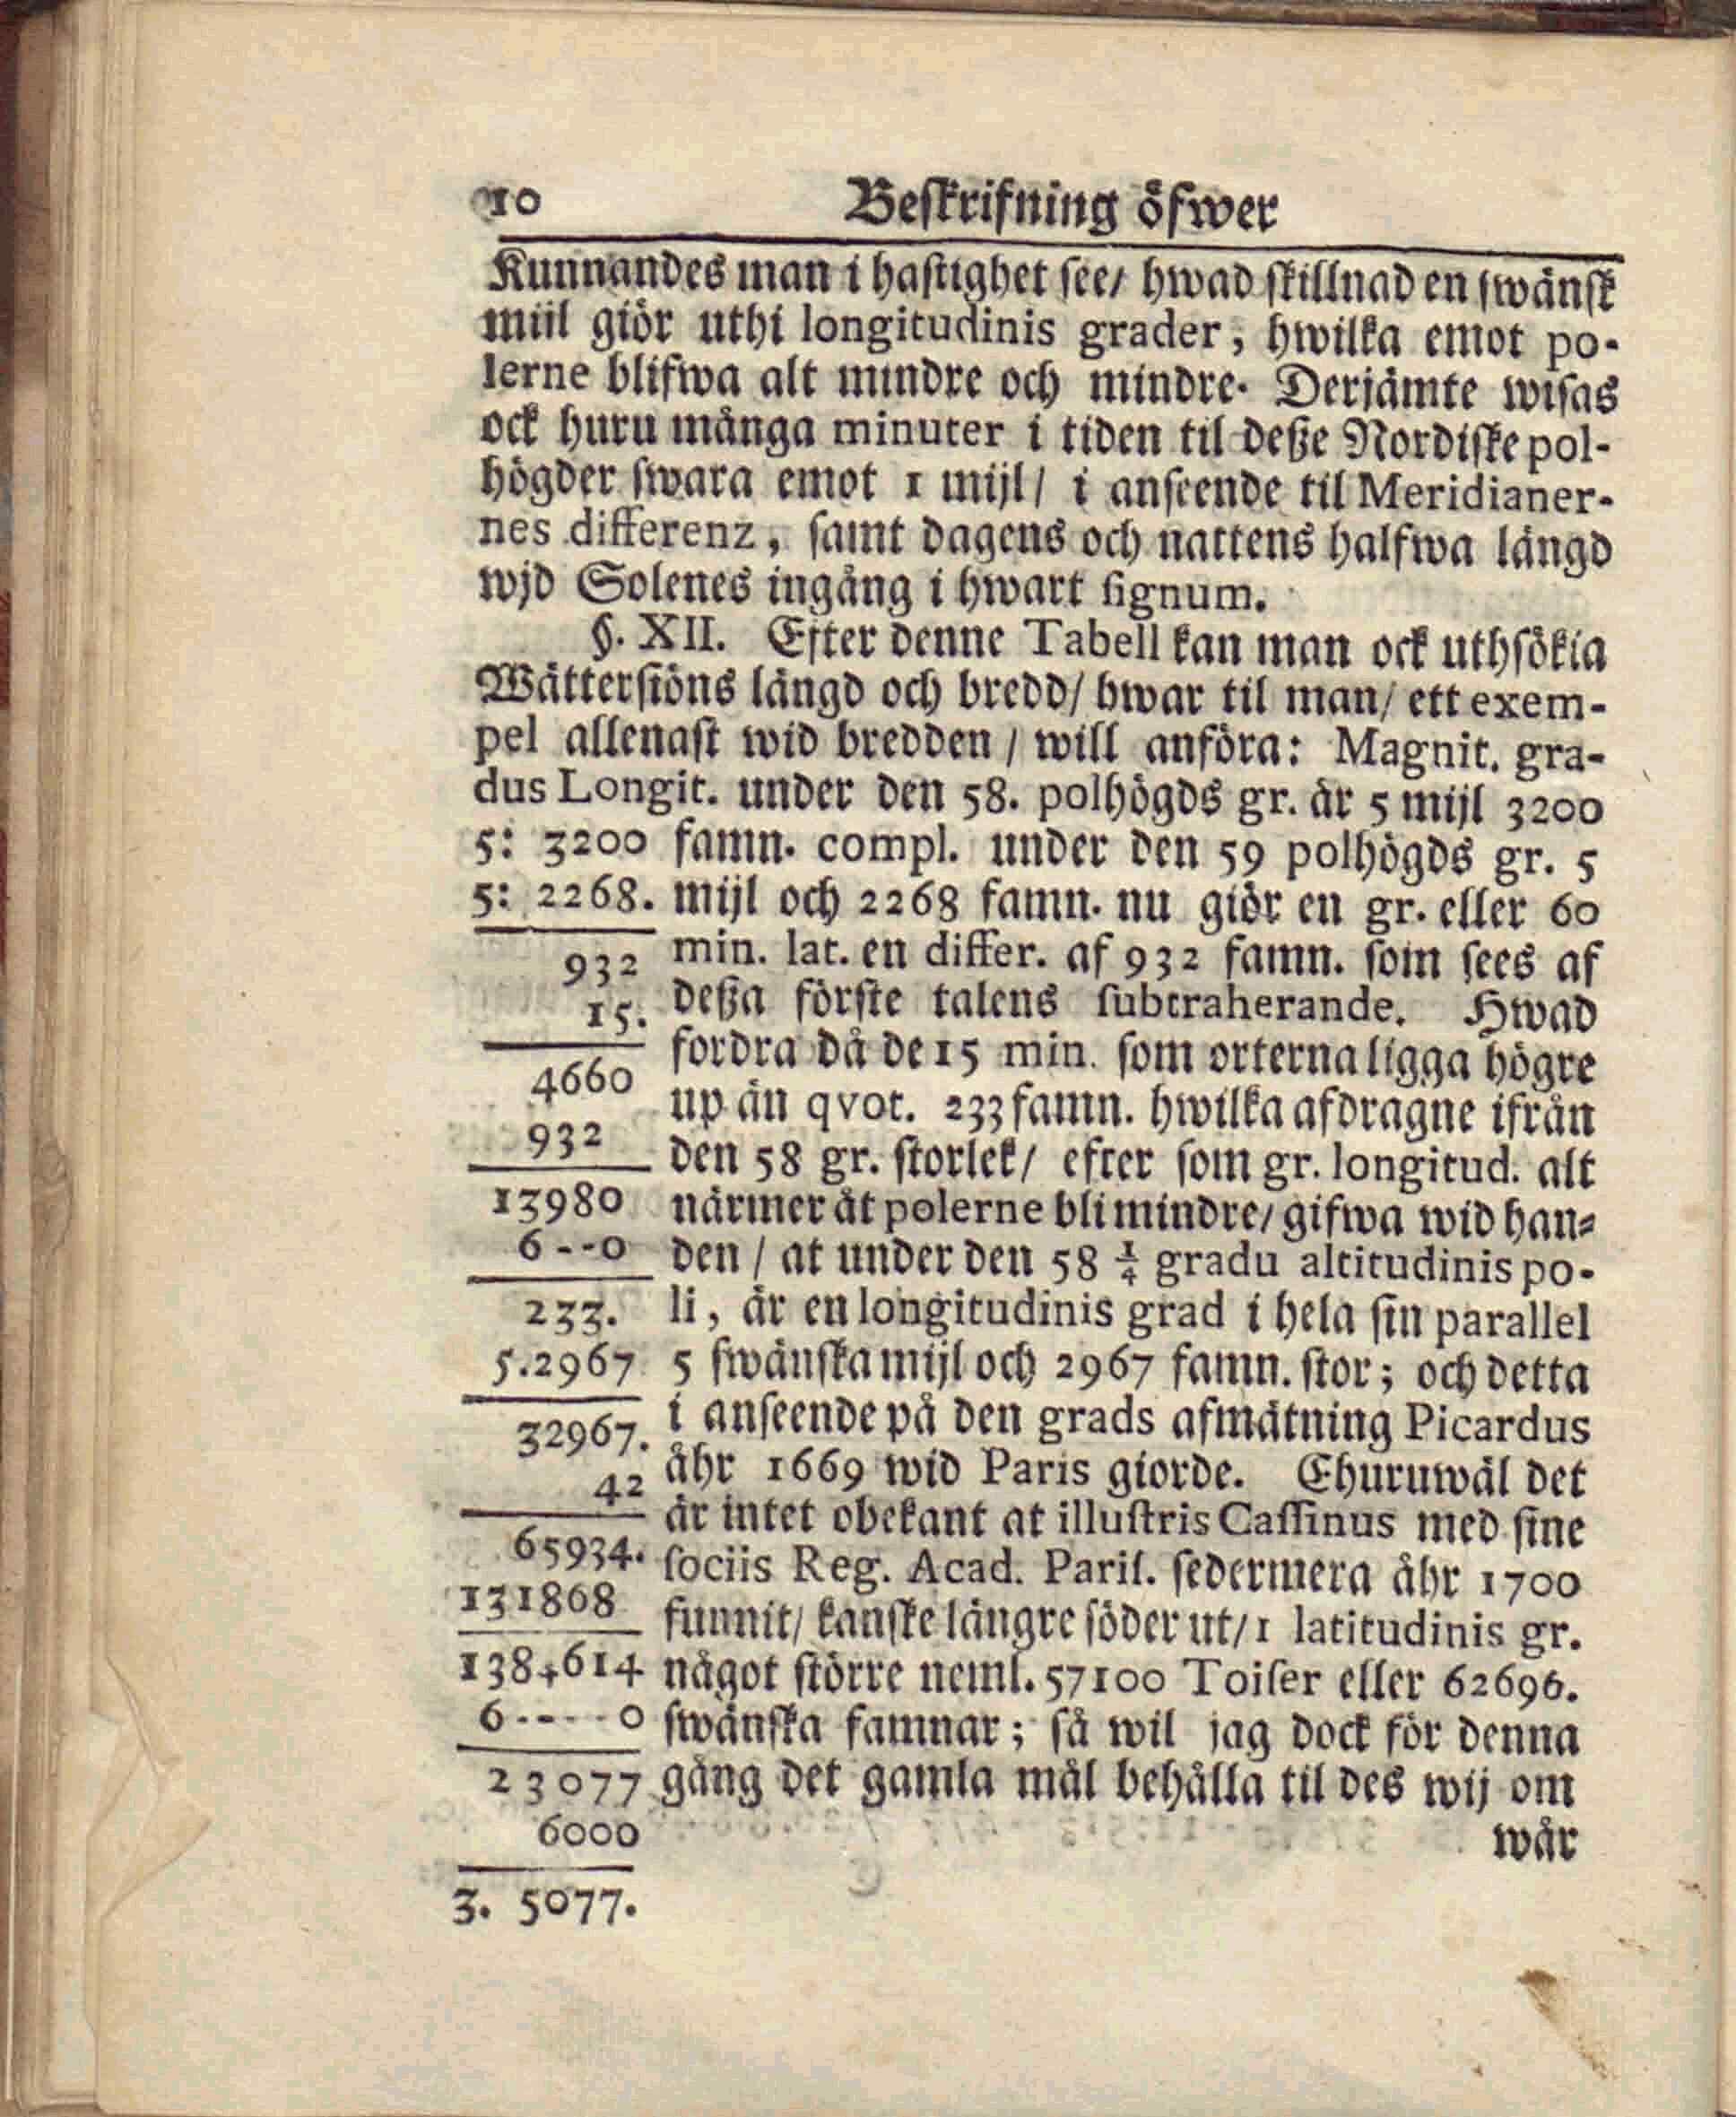 10 Beskrifning öfwer
Kunnandes man i hastighet see/ hwad skillnad en swänsk
miil giör uthi longitudinis grader, hwilka emot po-
lerne blifwa alt mindre och mindre. Derjämte wisas
ock huru många minuter i tiden til deße Nordiske pol-
högder swara emot 1 mijl/ i anseende til Meridianer-
nes differenz, samt dagens och nattens halfwa längd
wjd Solenes ingång i hwart signum.
§. XII. Efter denne Tabell kan man ock uthsökia
Wättersiöns längd och bredd/ hwar til man/ ett exem-
pel allenast wid bredden / will anföra: Magnit. gra-
dus Longit. under den 58. polhögds gr. är 5 mijl 3200
5: 3200 famn. compl. under den 59 polhögds gr. 5
5: 2268. mijl och 2268 famn. nu giör en gr. eller 60
932 min. lat. en differ. af 932 famn. som sees af
15. deßa förste talens subtraherande. Hwad
fordra då de 15 min. som orterna ligga högre
4660 up än qvot. 233 famn. hwilka afdragne ifrån
932 den 58 gr. storlek/ efter som gr. longitud. alt
13980 närmer åt polerne bli mindre/ gifwa wid han-
6--0 den / at under den 58 1/4 gradu altitudinis po-
233. li, är en longitudinis grad i hela sin parallel
5.2967 5 swänska mijl och 2967 famn. stor; och detta
32967. i anseende på den grads afmätning Picardus
42 åhr 1669 wid Paris giorde. Ehuruwäl det
är intet obekant at illustris Cassinus med sine
65934. sociis Reg. Acad. Paris. sedermera åhr 1700
131868 funnit/ kanske längre söder ut/ 1 latitudinis gr.
1384614 något större neml. 57100 Toiser eller 62696.
6----0 swänska famnar; så wil jag dock för denna
23077 gång det gamla mål behålla til des wij om
6000 wår
3. 5077.